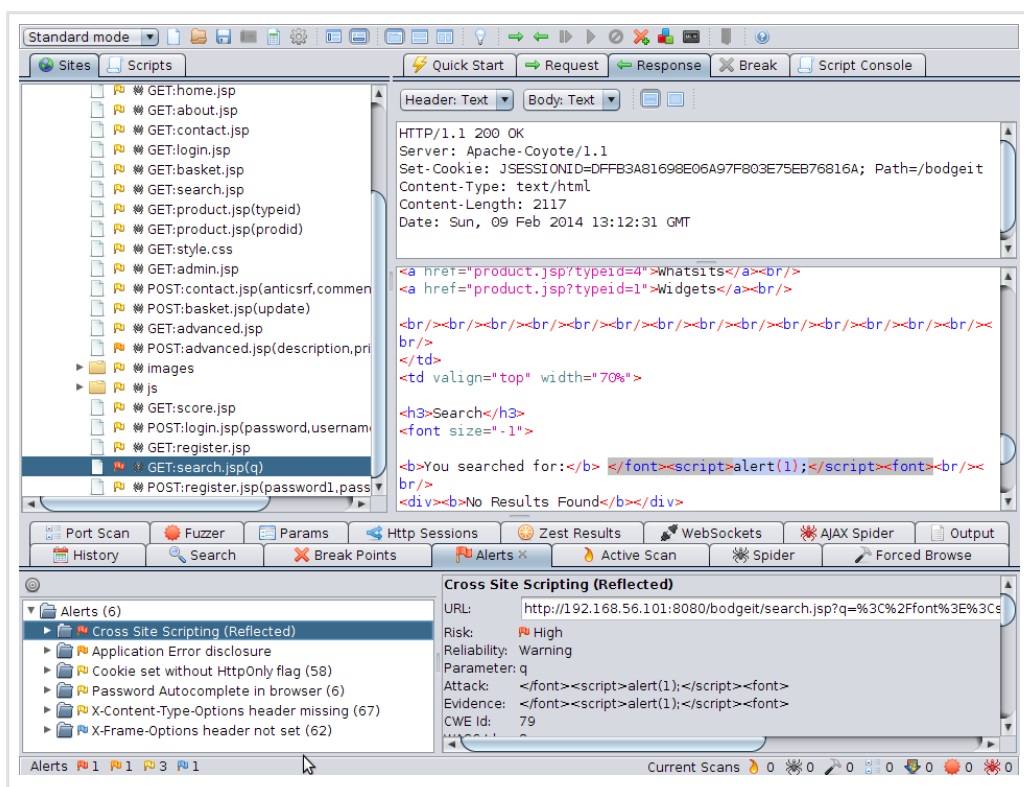 Standard mode
Sites
Scripts
Quick Start
Request
Response
Break
Script Console
GET:home.jsp
GET:about.jsp
GET:contact.jsp
GET:login.jsp
GET:basket.jsp
GET:search.jsp
GET:product.jsp(typeid)
GET:product.jsp(prodid)
GET:style.css
GET:admin.jsp
POST:contact.jsp(anticsrf,commen
POST:basket.jsp(update)
GET:advanced.jsp
POST:advanced.jsp(description,pri
images
js
GET:score.jsp
POST:login.jsp(password,usernam
GET:register.jsp
GET:search.jsp(q)
POST:register.jsp(password1,pass
Header: Text
Body: Text
HTTP/1.1 200 OK
Server: Apache-Coyote/1.1
Set-Cookie: JSESSIONID=DFFB3A81698E06A97F803E75EB76816A; Path=/bodgeit
Content-Type: text/html
Content-Length: 2117
Date: Sun, 09 Feb 2014 13:12:31 GMT
<a href="product.jsp?typeid=4">Whatsits</a><br/>
<a href="product.jsp?typeid=1">Widgets</a><br/>
<br/><br/><br/><br/><br/><br/><br/><br/><br/><br/><br/><br/><br/><br/><
br/>
</td>
<td valign="top" width="70%">
<h3>Search</h3>
<font size="-1">
<b>You searched for:</b> </font><script>alert(1);</script><font><br/><
br/>
<div><b>No Results Found</b></div>
Port Scan
Fuzzer
Params
Http Sessions
Zest Results
WebSockets
AJAX Spider
Output
History
Search
Break Points
Alerts
Active Scan
Spider
Forced Browse
Alerts (6)
Cross Site Scripting (Reflected)
Application Error disclosure
Cookie set without HttpOnly flag (58)
Password Autocomplete in browser (6)
X-Content-Type-Options header missing (67)
X-Frame-Options header not set (62)
Cross Site Scripting (Reflected)
URL: http://192.168.56.101:8080/bodgeit/search.jsp?q=%3C%2Ffont%3E%3Cs
Risk: High
Reliability: Warning
Parameter: q
Attack: </font><script>alert(1);</script><font>
Evidence: </font><script>alert(1);</script><font>
CWE Id: 79
Alerts 1 1 3 1
Current Scans 0 0 0 0 0 0 0